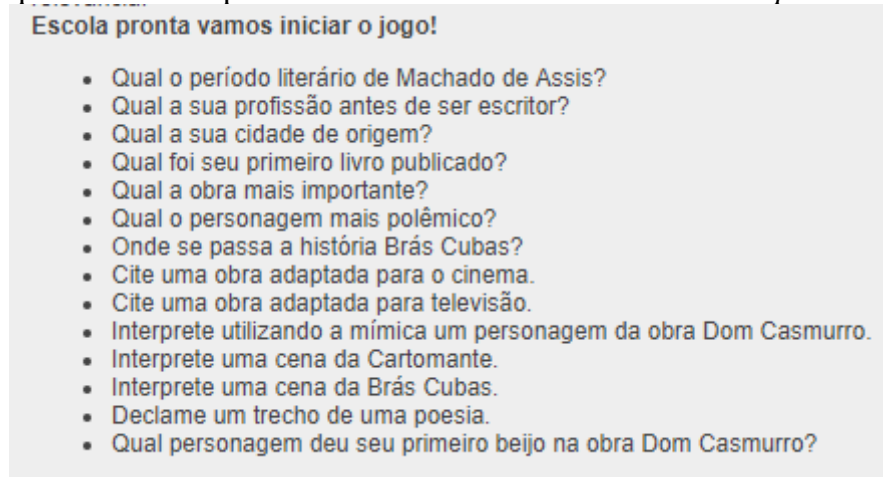 Escola pronta vamos iniciar o jogo!
• Qual o período literário de Machado de Assis?
• Qual a sua profissão antes de ser escritor?
• Qual a sua cidade de origem?
• Qual foi seu primeiro livro publicado?
• Qual a obra mais importante?
• Qual o personagem mais polêmico?
• Onde se passa a história Brás Cubas?
• Cite uma obra adaptada para o cinema.
• Cite uma obra adaptada para televisão.
• Interprete utilizando a mímica um personagem da obra Dom Casmurro.
• Interprete uma cena da Cartomante.
• Interprete uma cena da Brás Cubas.
• Declame um trecho de uma poesia.
• Qual personagem deu seu primeiro beijo na obra Dom Casmurro?